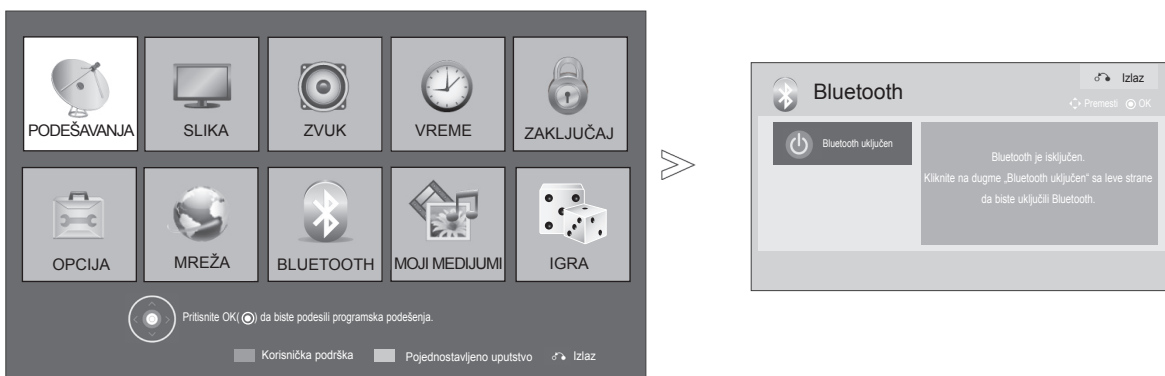 PODEŠAVANJA
SLIKA
ZVUK
VREME
ZAKLJUČAJ
OPCIJA
MREŽA
BLUETOOTH
MOJI MEDIJUMI
IGRA
Pritisnite OK( ) da biste podesili programska podešenja.
Korisnička podrška
Pojednostavljeno uputstvo
Izlaz
Bluetooth
Izlaz
Premesti OK
Bluetooth uključen
Bluetooth je isključen.
Kliknite na dugme „Bluetooth uključen“ sa leve strane
da biste uključili Bluetooth.